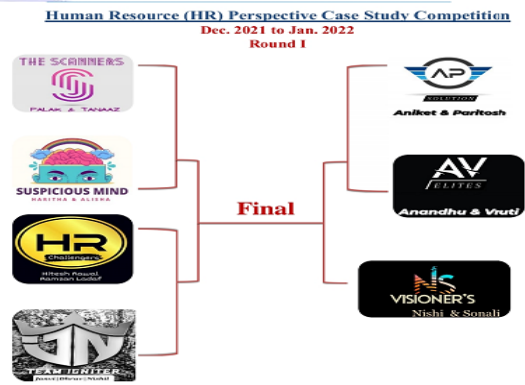 Human Resource (HR) Perspective Case Study Competition
Dec. 2021 to Jan. 2022
Round I
THE SCANNERS
PALAK & TANAAZ
SUSPICIOUS MIND
HARITHA & ALISHA
HR
Challengers
Hitesh Rawal
Ramzan Ladaf
TEAM IGNITER
Final
AP
SOLUTION
Aniket & Paritosh
AV
ELITES
Anandhu & Vruti
NS
VISIONER'S
Nishi & Sonali